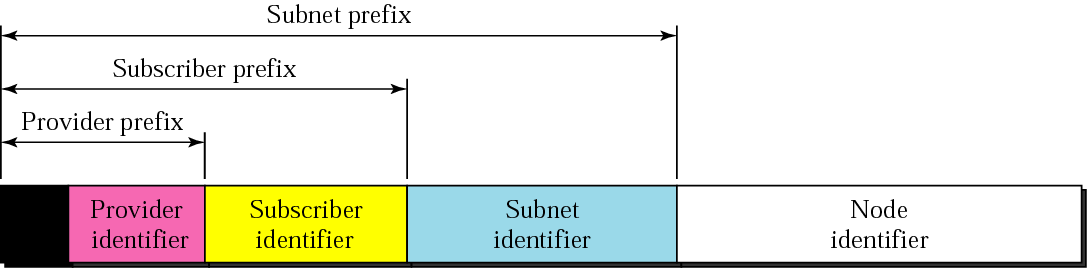 Subnet prefix
Subscriber prefix
Provider prefix
Provider
identifier
Subscriber
identifier
Subnet
identifier
Node
identifier